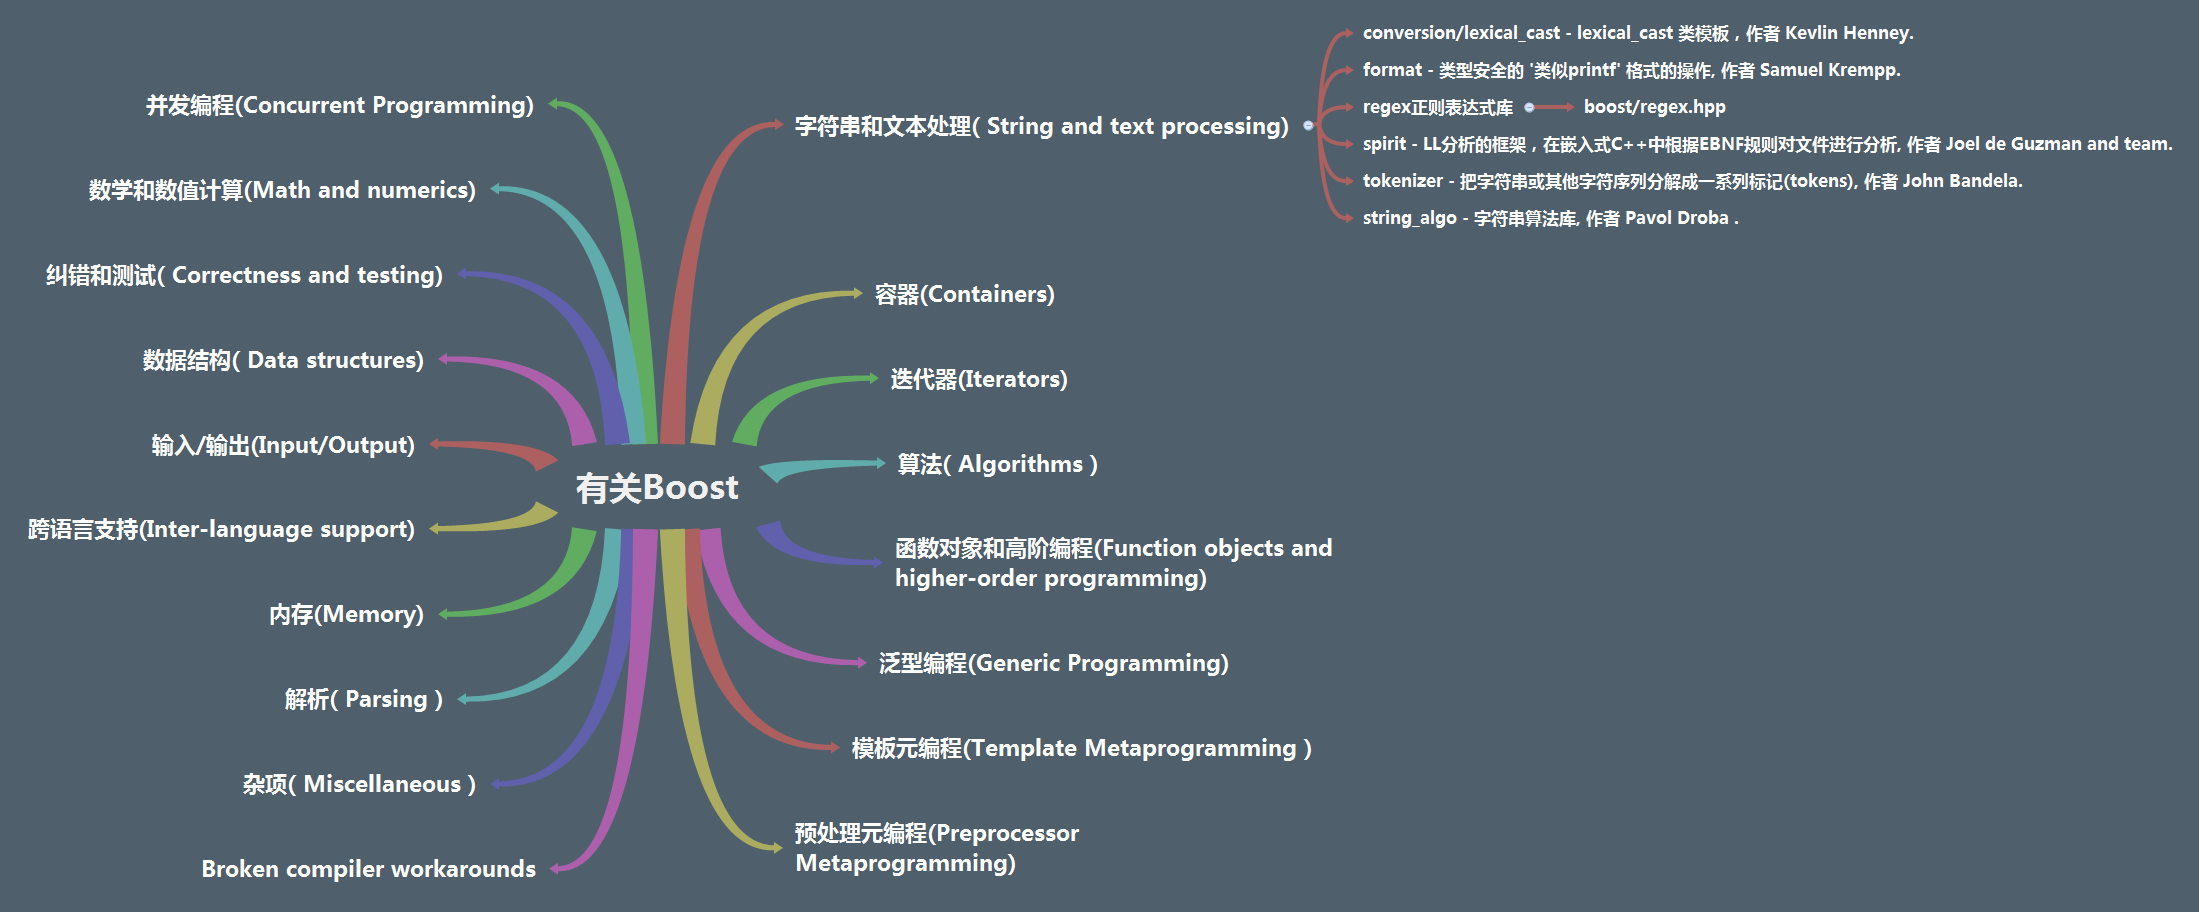 有关Boost
字符串和文本处理( String and text processing)
conversion/lexical_cast - lexical_cast 类模板，作者 Kevlin Henney.
format - 类型安全的 '类似printf' 格式的操作, 作者 Samuel Krempp.
regex正则表达式库
boost/regex.hpp
spirit - LL分析的框架，在嵌入式C++中根据EBNF规则对文件进行分析, 作者 Joel de Guzman and team.
tokenizer - 把字符串或其他字符序列分解成一系列标记(tokens), 作者 John Bandela.
string_algo - 字符串算法库, 作者 Pavol Droba .
容器(Containers)
迭代器(Iterators)
算法( Algorithms )
函数对象和高阶编程(Function objects and
higher-order programming)
泛型编程(Generic Programming)
模板元编程(Template Metaprogramming )
预处理元编程(Preprocessor
Metaprogramming)
并发编程(Concurrent Programming)
数学和数值计算(Math and numerics)
纠错和测试( Correctness and testing)
数据结构( Data structures)
输入/输出(Input/Output)
跨语言支持(Inter-language support)
内存(Memory)
解析( Parsing )
杂项( Miscellaneous )
Broken compiler workarounds